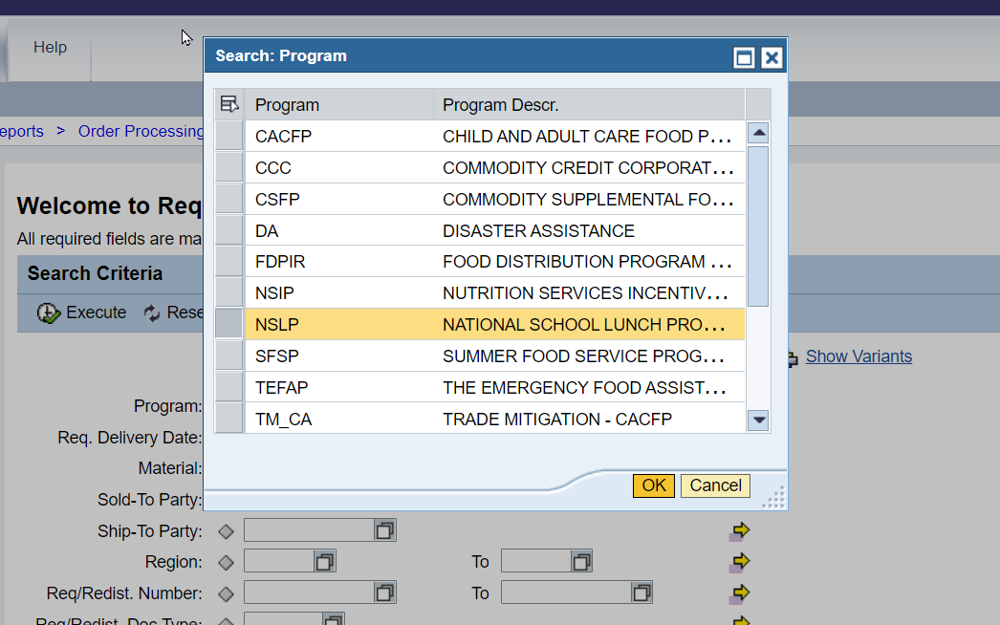 Help
Search: Program
Program Program Descr.
CACFP CHILD AND ADULT CARE FOOD P...
CCC COMMODITY CREDIT CORPORAT...
CSFP COMMODITY SUPPLEMENTAL FO...
DA DISASTER ASSISTANCE
FDPIR FOOD DISTRIBUTION PROGRAM ...
NSIP NUTRITION SERVICES INCENTIV...
NSLP NATIONAL SCHOOL LUNCH PRO...
SFSP SUMMER FOOD SERVICE PROG...
TEFAP THE EMERGENCY FOOD ASSIST...
TM_CA TRADE MITIGATION - CACFP
OK Cancel
eports > Order Processing
Welcome to Req
All required fields are ma
Search Criteria
Execute Rese
Show Variants
Program:
Req. Delivery Date:
Material:
Sold-To Party:
Ship-To Party:
Region: To
Req/Redist. Number: To
Req/Redist. Doc Type: